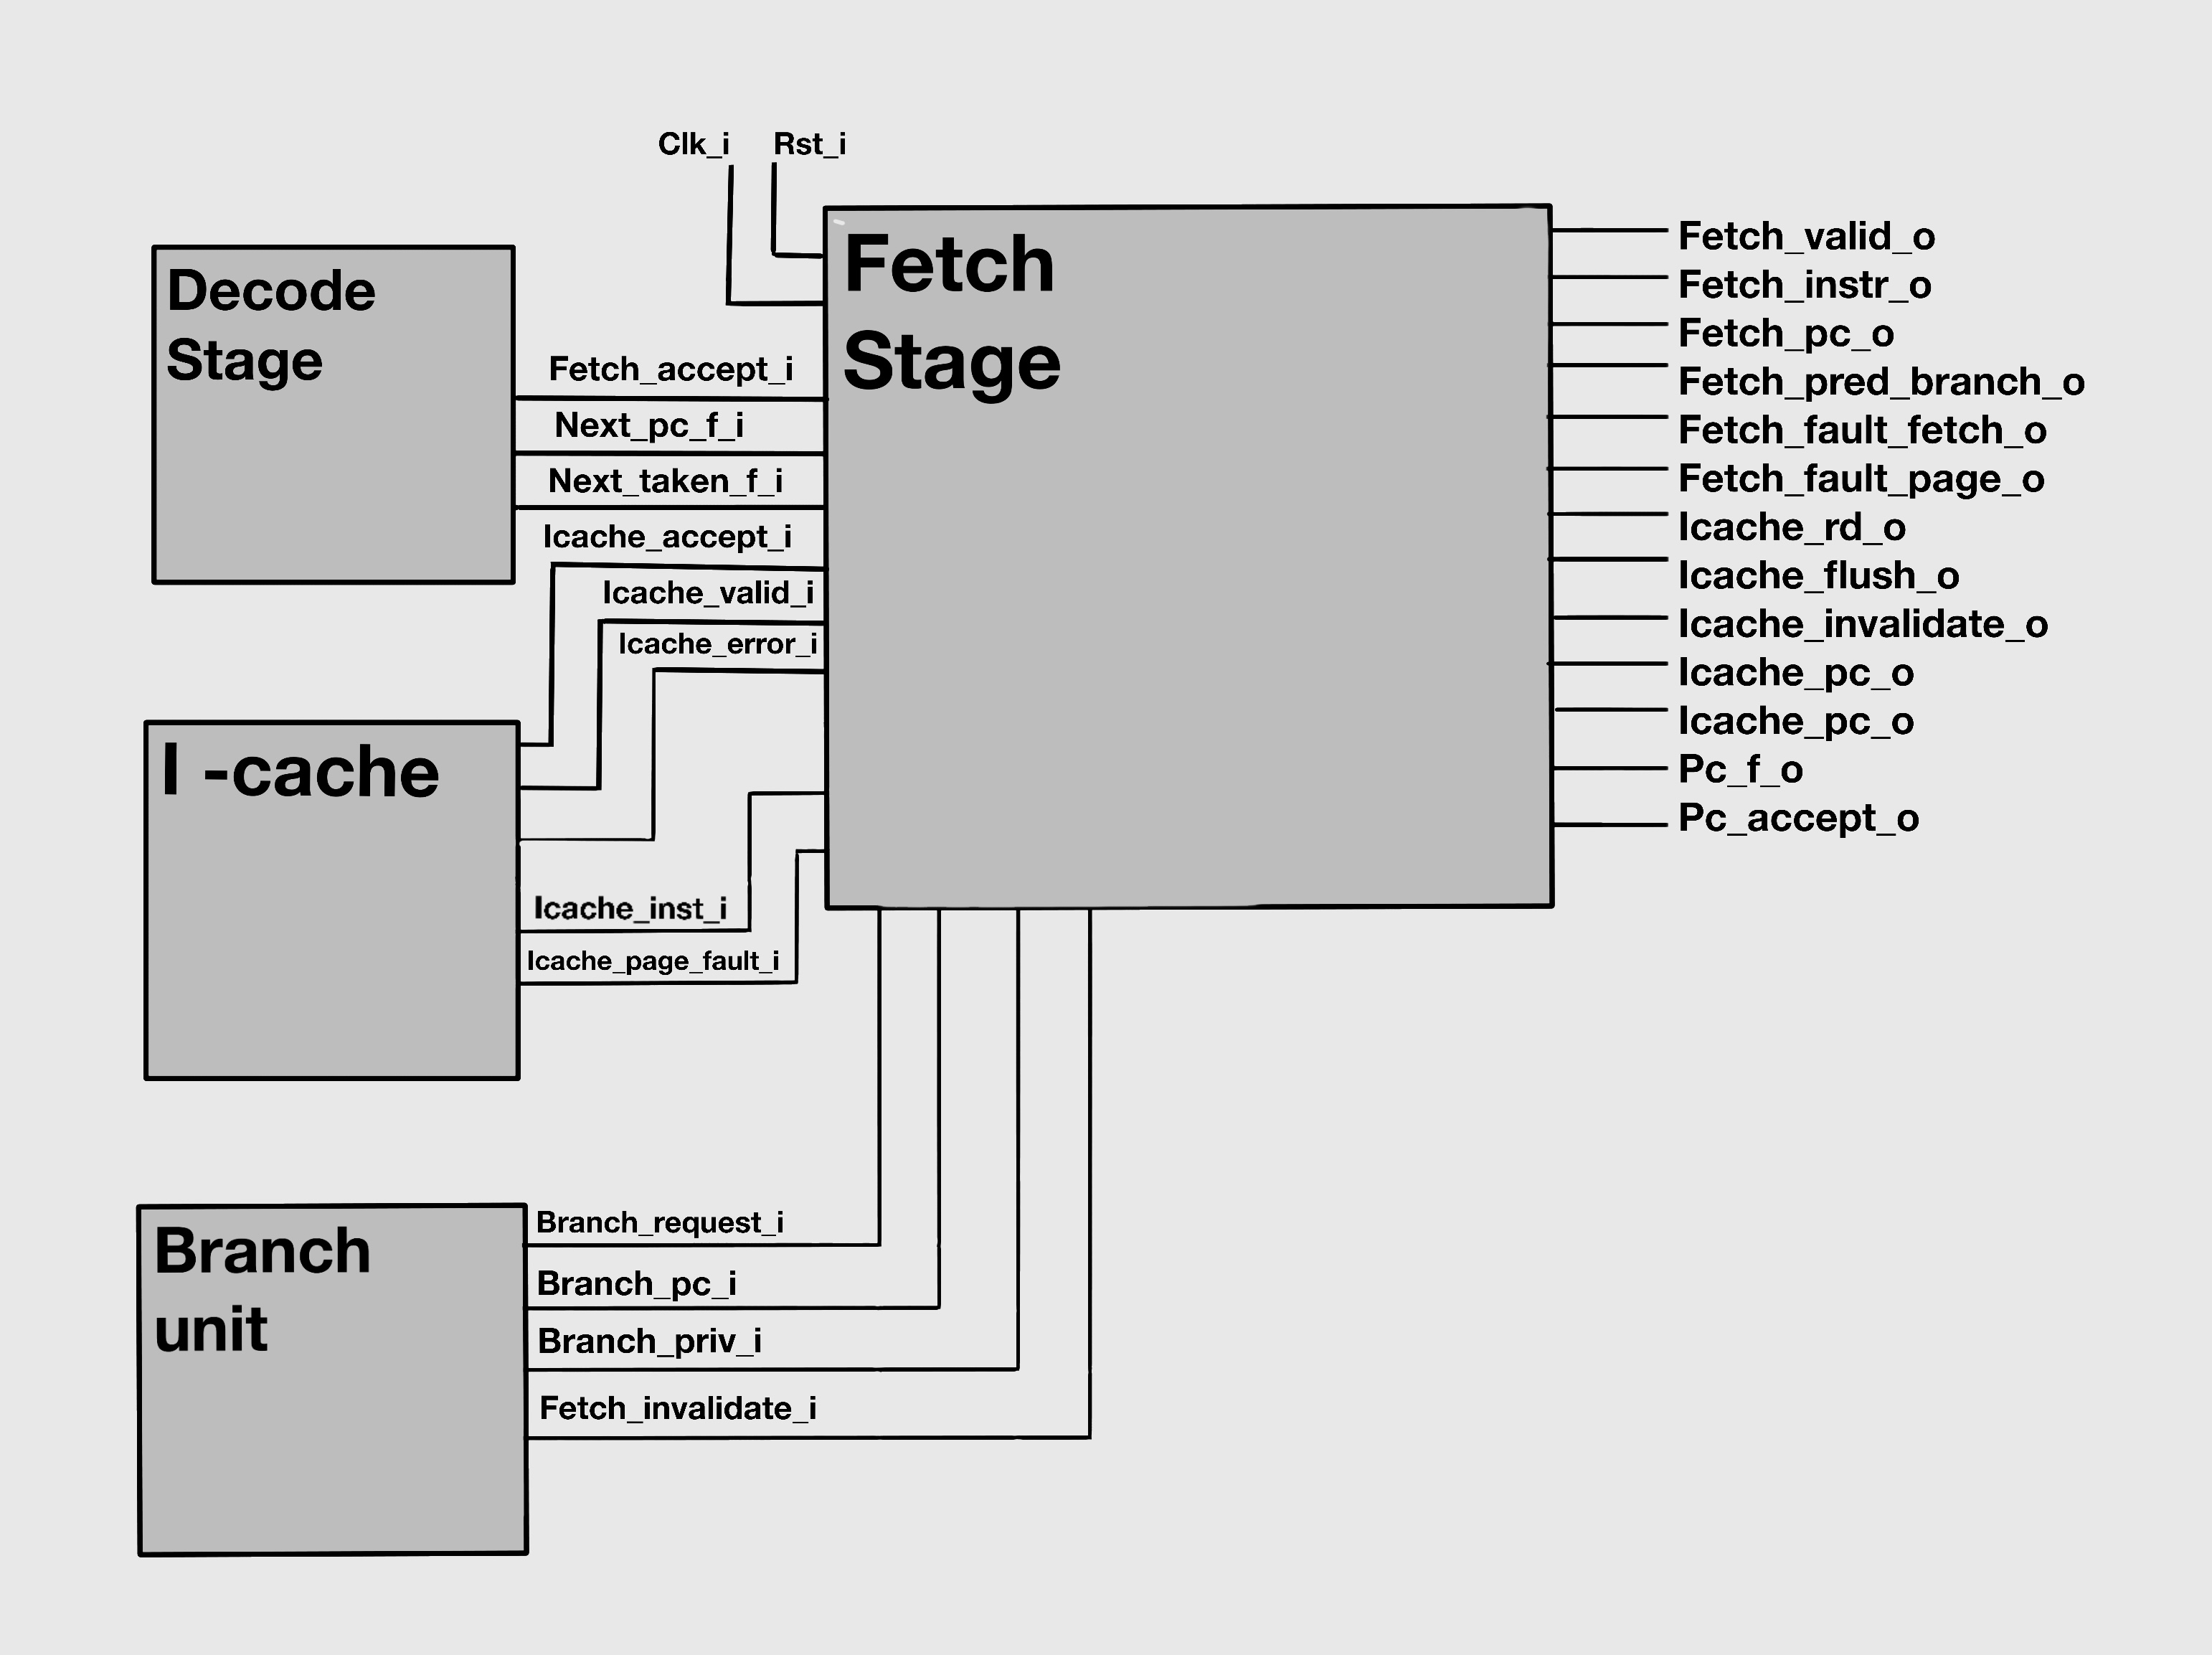 Clk_i Rst_i
Decode
Stage
Fetch
Stage
Fetch_accept_i
Next_pc_f_i
Next_taken_f_i
Icache_accept_i
Icache_valid_i
Icache_error_i
I -cache
Icache_inst_i
Icache_page_fault_i
Branch
unit
Branch_request_i
Branch_pc_i
Branch_priv_i
Fetch_invalidate_i
Fetch_valid_o
Fetch_instr_o
Fetch_pc_o
Fetch_pred_branch_o
Fetch_fault_fetch_o
Fetch_fault_page_o
Icache_rd_o
Icache_flush_o
Icache_invalidate_o
Icache_pc_o
Icache_pc_o
Pc_f_o
Pc_accept_o